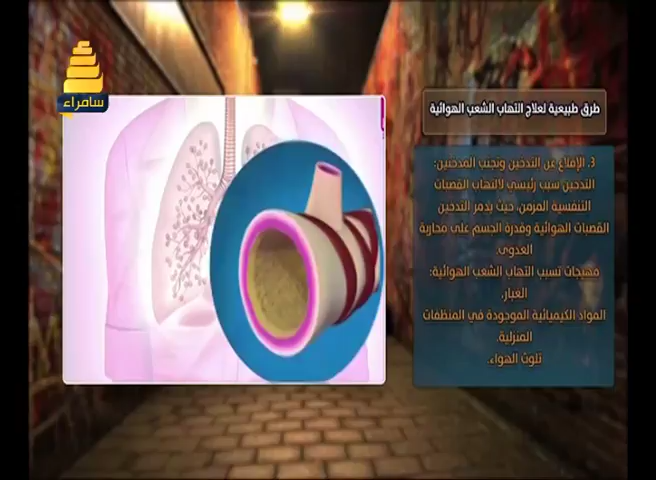 سامراء
طرق طبيعية لعلاج التهاب الشعب الهوائية
3. الإقلاع عن التدخين وتجنب المدخنين:
التدخين سبب رئيسي لالتهاب القصبات
التنفسية المزمن، حيث يدمر التدخين
القصبات الهوائية وقدرة الجسم على محاربة
العدوى.
مهيجات تسبب التهاب الشعب الهوائية:
الغبار.
المواد الكيميائية الموجودة في المنظفات
المنزلية.
تلوث الهواء.